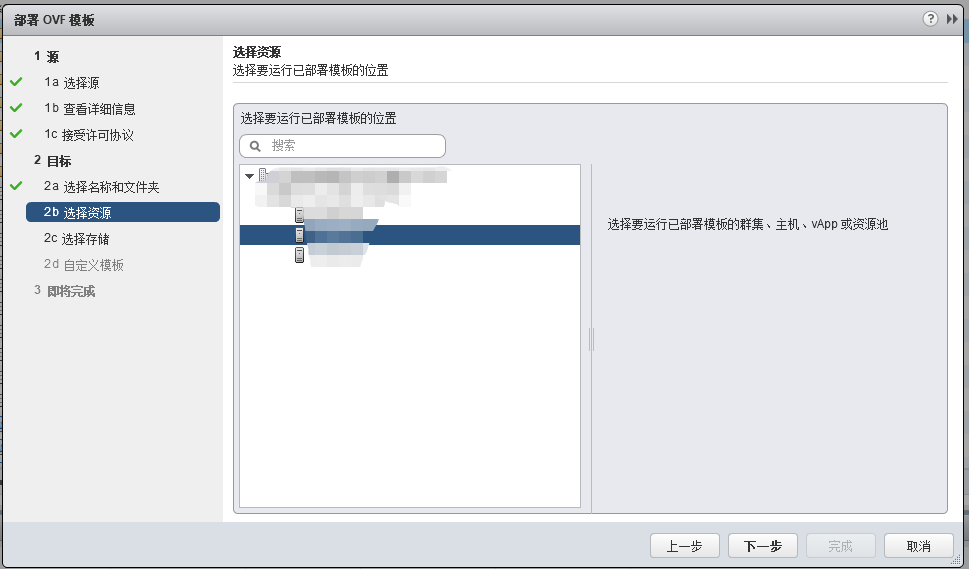 部署 OVF 模板
1 源
1a 选择源
1b 查看详细信息
1c 接受许可协议
2 目标
2a 选择名称和文件夹
2b 选择资源
2c 选择存储
2d 自定义模板
3 即将完成
选择资源
选择要运行已部署模板的位置
选择要运行已部署模板的位置
搜索
选择要运行已部署模板的群集、主机、vApp 或资源池
上一步
下一步
完成
取消